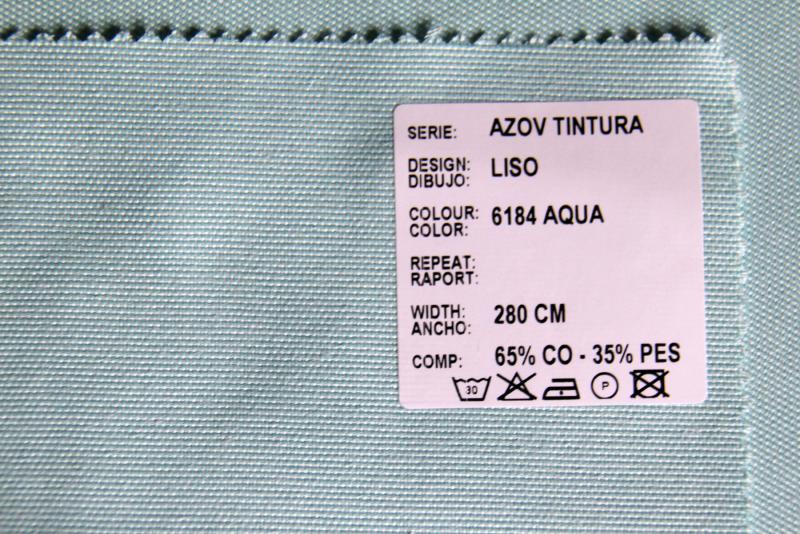 SERIE: AZOV TINTURA
DESIGN: LISO
DIBUJO:
COLOUR: 6184 AQUA
COLOR:
REPEAT:
RAPORT:
WIDTH: 280 CM
ANCHO:
COMP: 65% CO - 35% PES
30 P